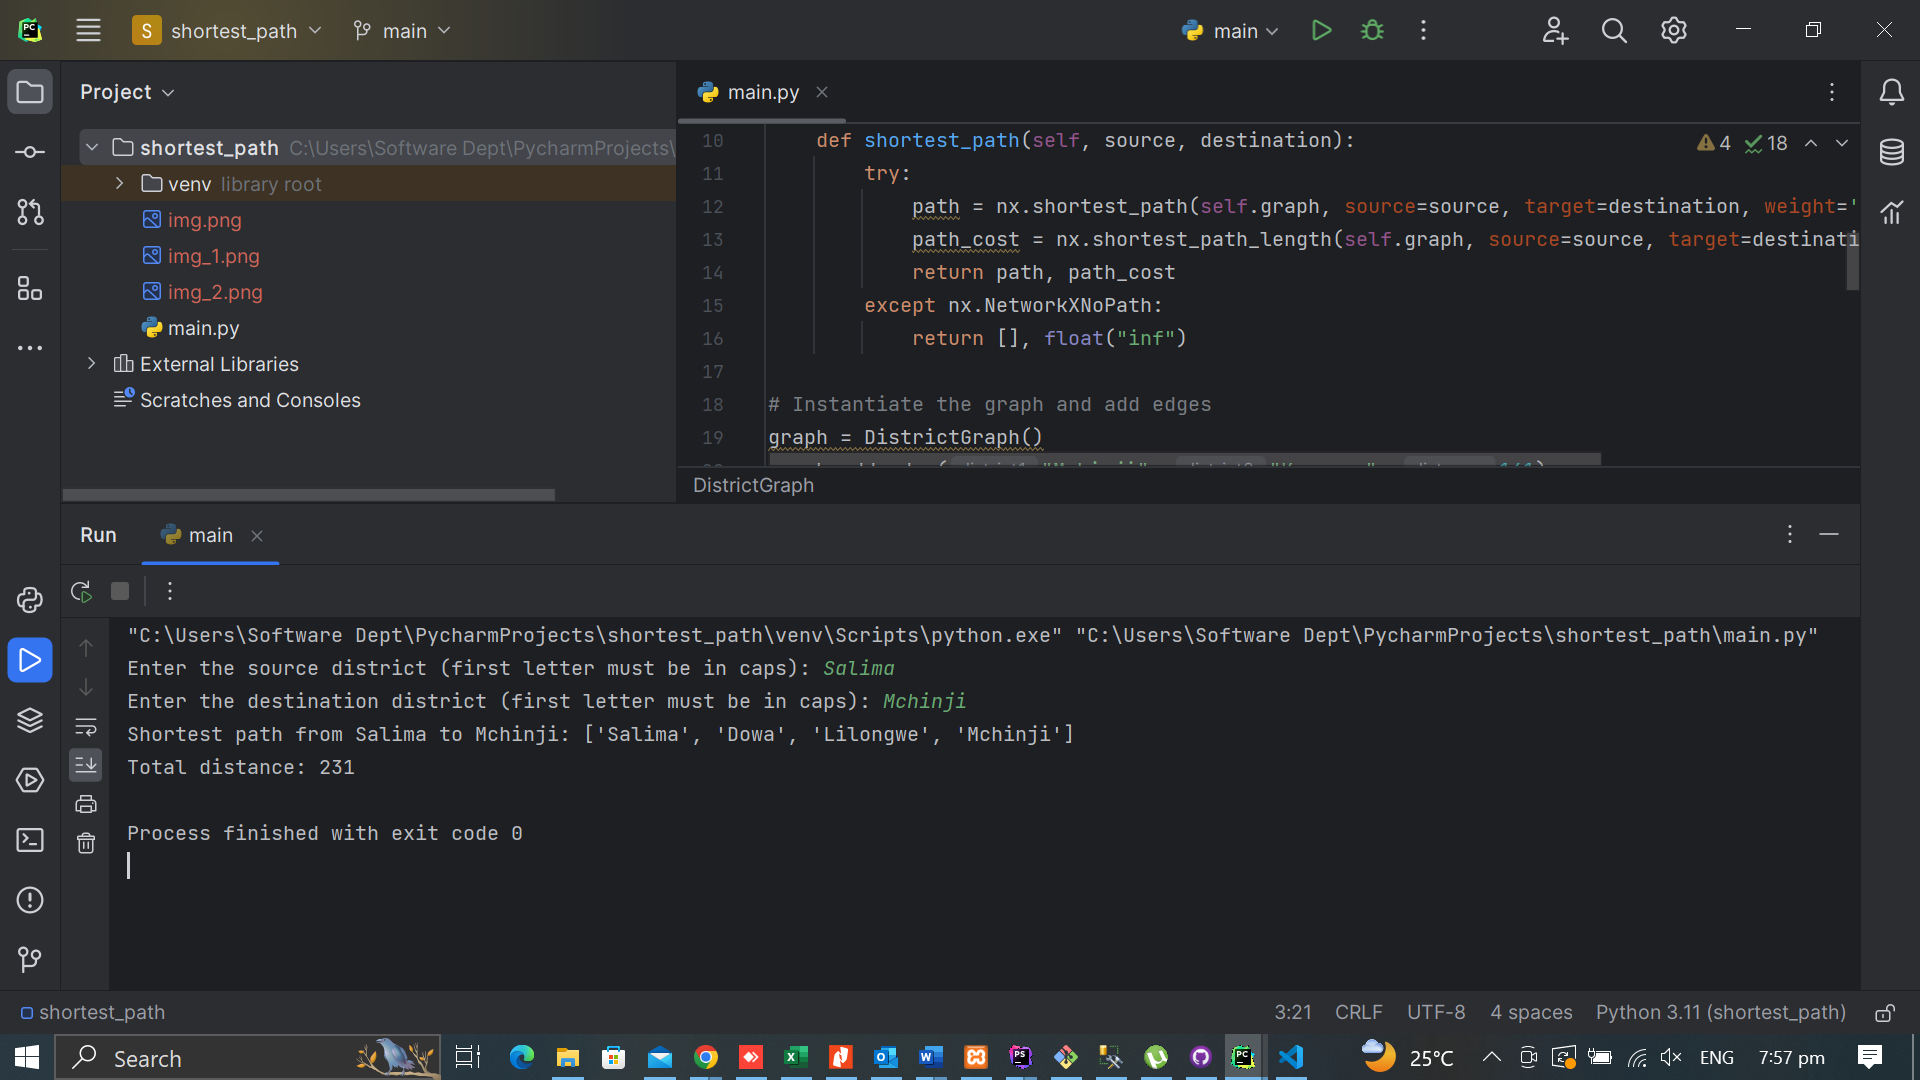 S shortest_path main
main
Project
main.py
shortest_path C:\Users\Software Dept\PycharmProjects\
venv library root
img.png
img_1.png
img_2.png
main.py
External Libraries
Scratches and Consoles
4 18
10 def shortest_path(self, source, destination):
11 try:
12 path = nx.shortest_path(self.graph, source=source, target=destination, weight='
13 path_cost = nx.shortest_path_length(self.graph, source=source, target=destinati
14 return path, path_cost
15 except nx.NetworkXNoPath:
16 return [], float("inf")
17
18 # Instantiate the graph and add edges
19 graph = DistrictGraph()
DistrictGraph
Run main
"C:\Users\Software Dept\PycharmProjects\shortest_path\venv\Scripts\python.exe" "C:\Users\Software Dept\PycharmProjects\shortest_path\main.py"
Enter the source district (first letter must be in caps): Salima
Enter the destination district (first letter must be in caps): Mchinji
Shortest path from Salima to Mchinji: ['Salima', 'Dowa', 'Lilongwe', 'Mchinji']
Total distance: 231
Process finished with exit code 0
shortest_path 3:21 CRLF UTF-8 4 spaces Python 3.11 (shortest_path)
Search 25°C ENG 7:57 pm